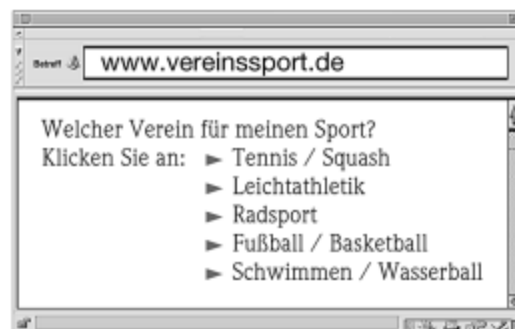 Betreff www.vereinssport.de
Welcher Verein für meinen Sport?
Klicken Sie an: ► Tennis / Squash
► Leichtathletik
► Radsport
► Fußball / Basketball
► Schwimmen / Wasserball